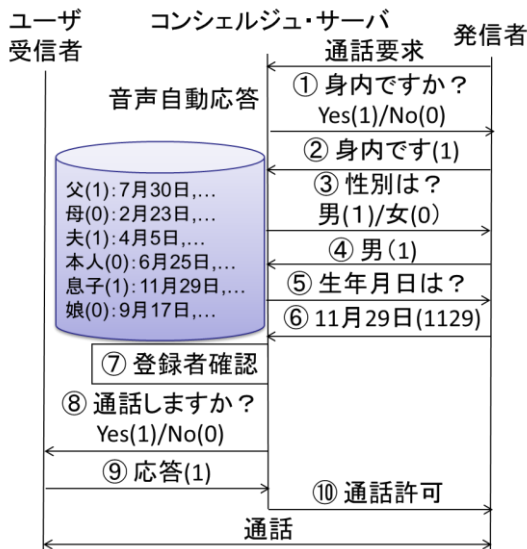 ユーザ
受信者
コンシェルジュ・サーバ
発信者
通話要求
① 身内ですか？
Yes(1)/No(0)
音声自動応答
② 身内です(1)
③ 性別は？
男(1)/女(0)
④ 男(1)
⑤ 生年月日は？
⑥ 11月29日(1129)
父(1):7月30日,…
母(0):2月23日,…
夫(1):4月5日,…
本人(0):6月25日,…
息子(1):11月29日,…
娘(0):9月17日,…
⑦ 登録者確認
⑧ 通話しますか？
Yes(1)/No(0)
⑨ 応答(1)
⑩ 通話許可
通話